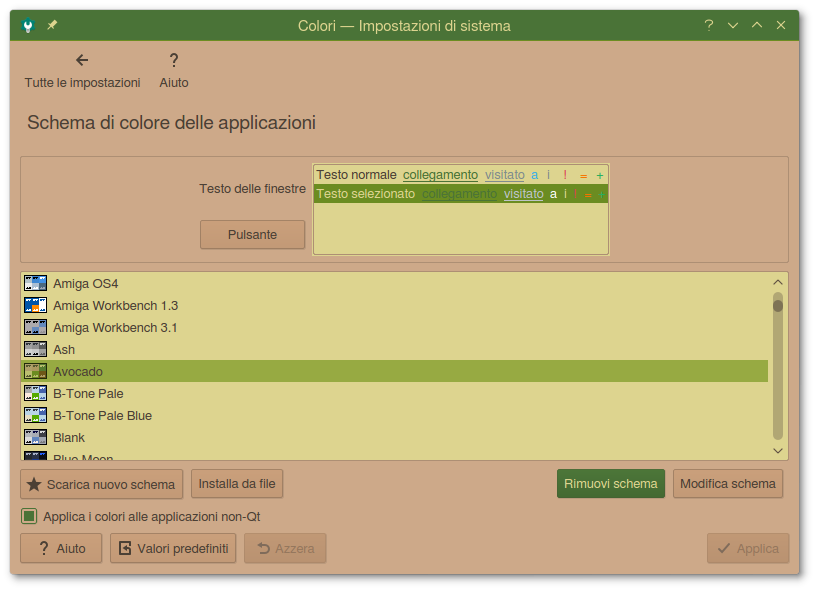 Colori — Impostazioni di sistema
Tutte le impostazioni
Aiuto
Schema di colore delle applicazioni
Testo delle finestre
Testo normale collegamento visitato a i ! = +
Testo selezionato collegamento visitato a i = +
Pulsante
Amiga OS4
Amiga Workbench 1.3
Amiga Workbench 3.1
Ash
Avocado
B-Tone Pale
B-Tone Pale Blue
Blank
Blue Moon
Scarica nuovo schema Installa da file Rimuovi schema Modifica schema
Applica i colori alle applicazioni non-Qt
? Aiuto Valori predefiniti Azzera Applica